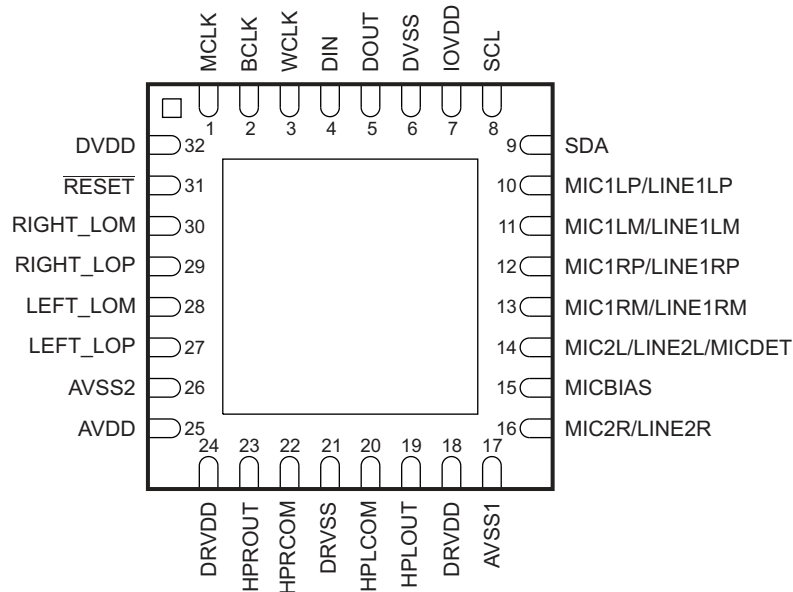 MCLK
BCLK
WCLK
DIN
DOUT
DVSS
IOVDD
SCL
1 2 3 4 5 6 7 8
DVDD 32 9 SDA
RESET 31 10 MIC1LP/LINE1LP
RIGHT_LOM 30 11 MIC1LM/LINE1LM
RIGHT_LOP 29 12 MIC1RP/LINE1RP
LEFT_LOM 28 13 MIC1RM/LINE1RM
LEFT_LOP 27 14 MIC2L/LINE2L/MICDET
AVSS2 26 15 MICBIAS
AVDD 25 16 MIC2R/LINE2R
24 23 22 21 20 19 18 17
DRVDD
HPROUT
HPRCOM
DRVSS
HPLCOM
HPLOUT
DRVDD
AVSS1